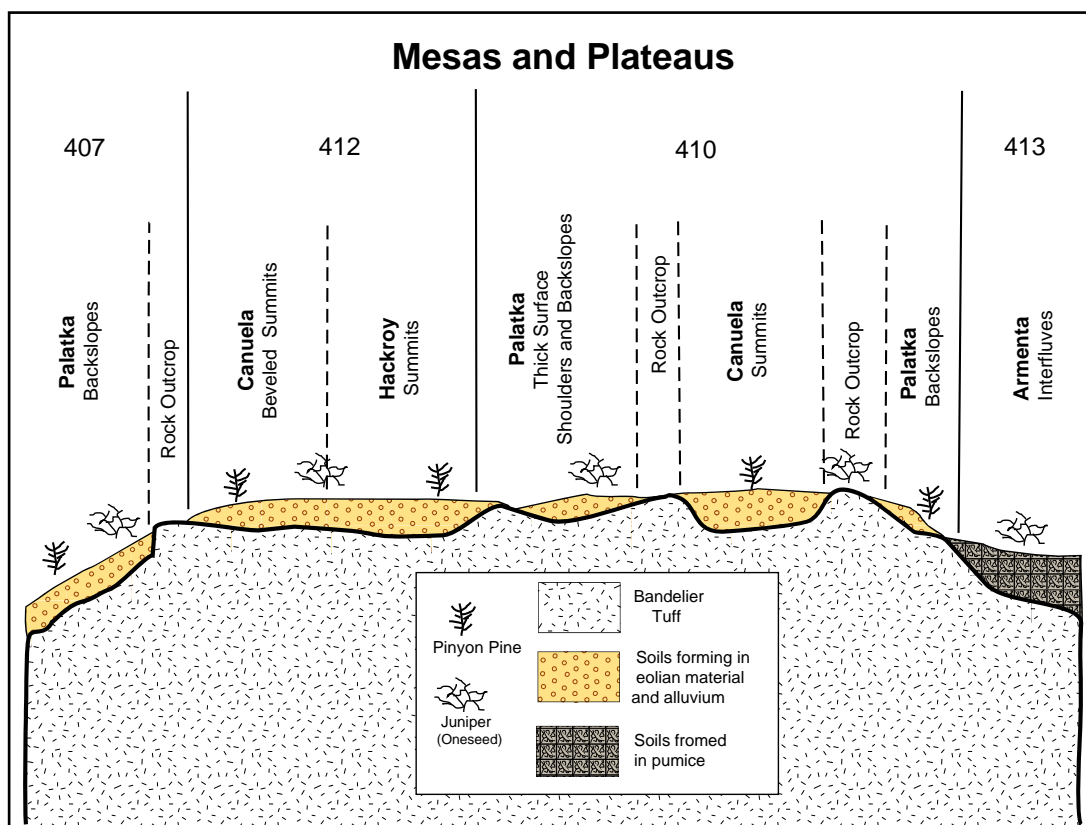 Mesas and Plateaus
407
412
410
413
Palatka
Backslopes
Rock Outcrop
Canuela
Beveled Summits
Hackroy
Summits
Palatka
Thick Surface
Shoulders and Backslopes
Rock Outcrop
Canuela
Summits
Rock Outcrop
Palatka
Backslopes
Armenta
Interfluves
Pinyon Pine
Juniper
(Oneseed)
Bandelier
Tuff
Soils forming in
eolian material
and alluvium
Soils fromed
in pumice